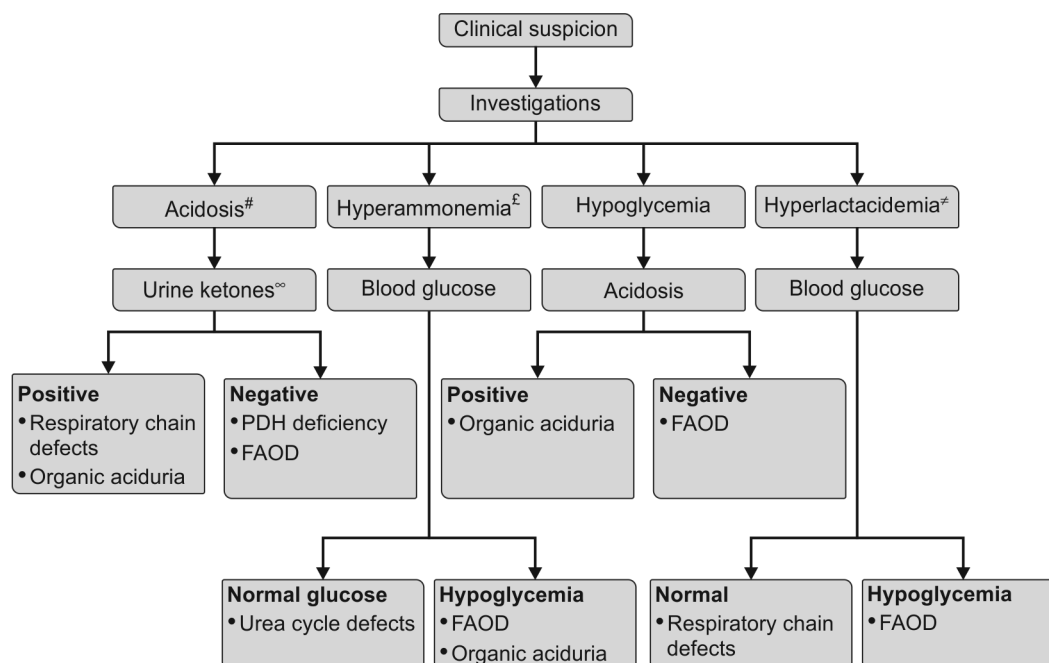 Clinical suspicion
Investigations
Acidosis#
Hyperammonemia£
Hypoglycemia
Hyperlactacidemia≠
Urine ketones∞
Blood glucose
Acidosis
Blood glucose
Positive
• Respiratory chain
defects
• Organic aciduria
Negative
• PDH deficiency
• FAOD
Positive
• Organic aciduria
Negative
• FAOD
Normal glucose
• Urea cycle defects
Hypoglycemia
• FAOD
• Organic aciduria
Normal
• Respiratory chain
defects
Hypoglycemia
• FAOD